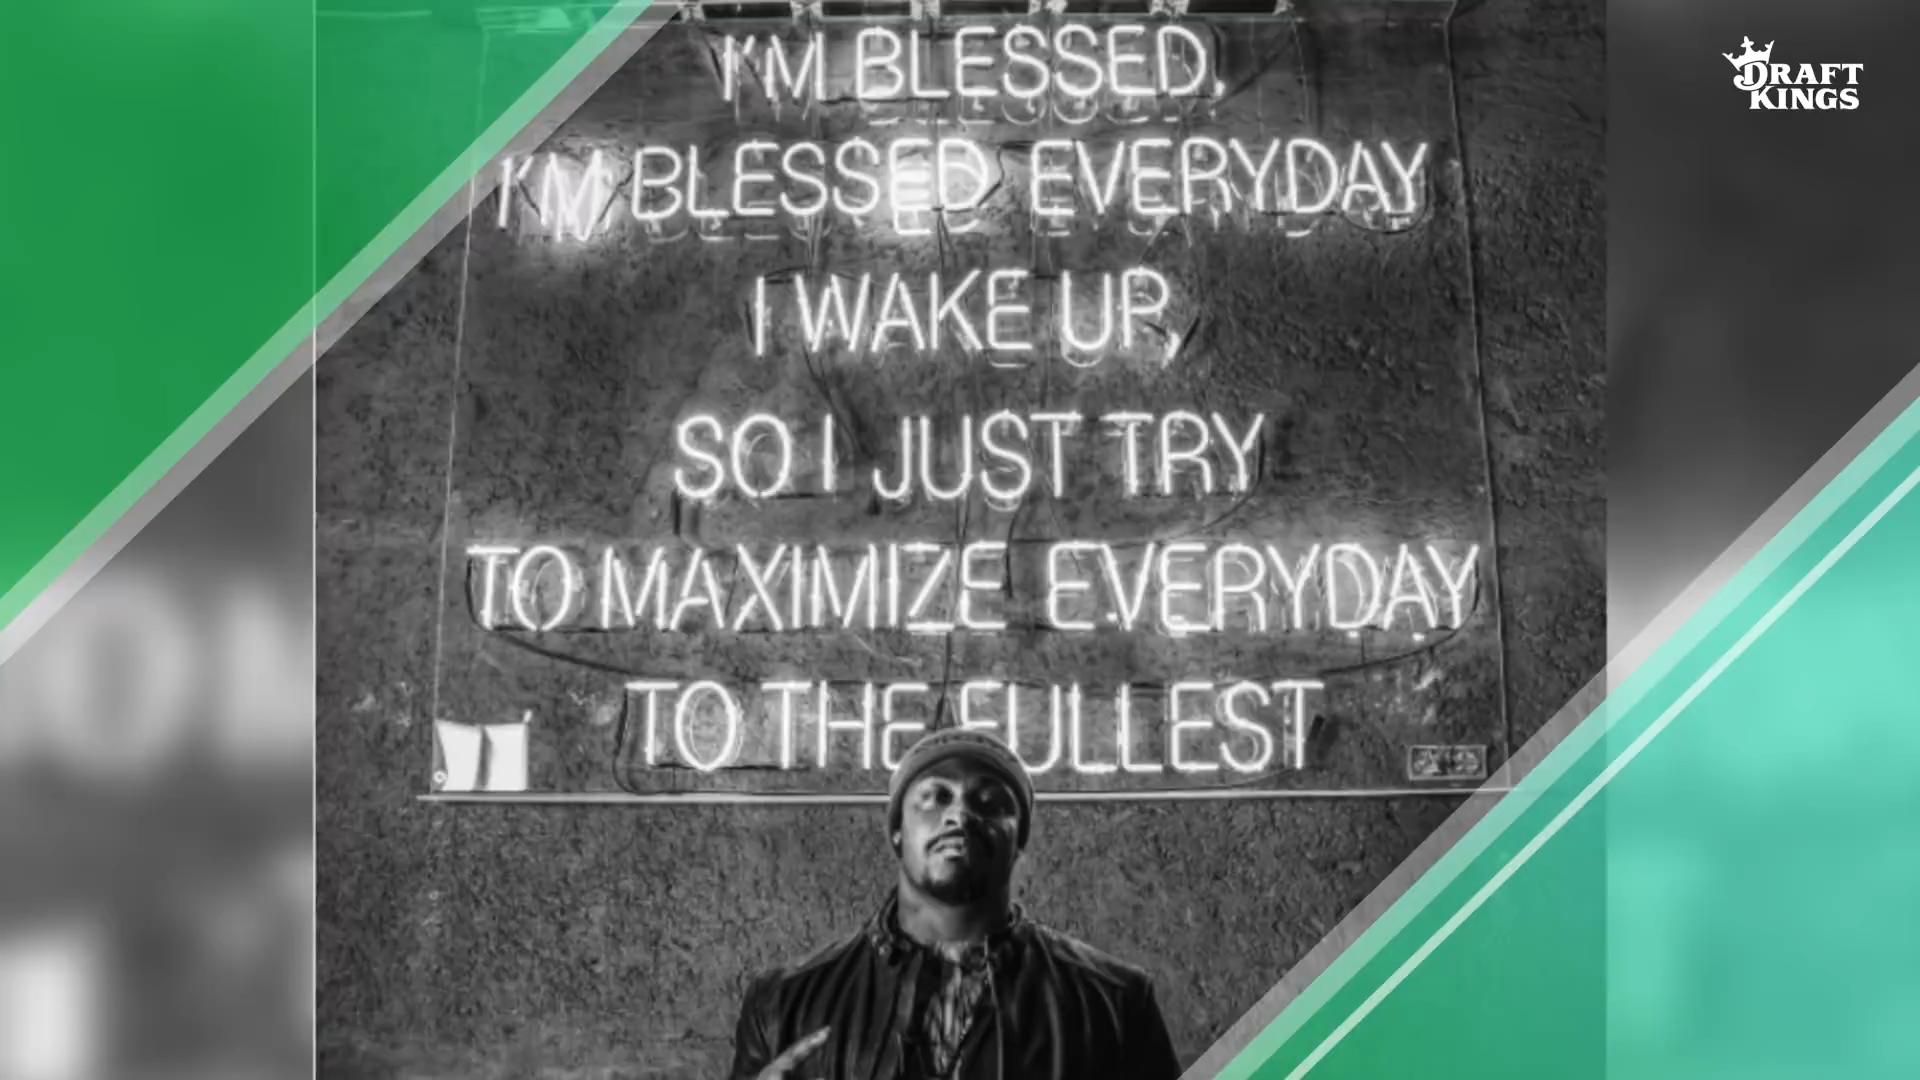 I'M BLESSED.
I'M BLESSED EVERYDAY
I WAKE UP,
SO I JUST TRY
TO MAXIMIZE EVERYDAY
TO THE FULLEST
DRAFT
KINGS